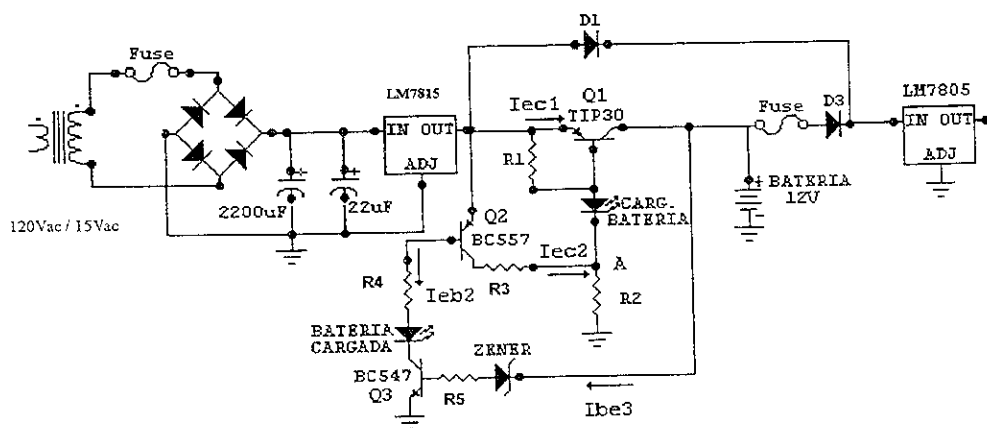 Fuse
120Vac / 15Vac
2200uF
22uF
LM7815
IN OUT
ADJ
D1
Iec1
Q1
TIP30
R1
CARG.
BATERIA
Q2
BC557
Iec2
A
R3
R2
R4
Ieb2
BATERIA
CARGADA
BC547
Q3
R5
ZENER
Ibe3
Fuse
D3
BATERIA
12V
LM7805
IN OUT
ADJ